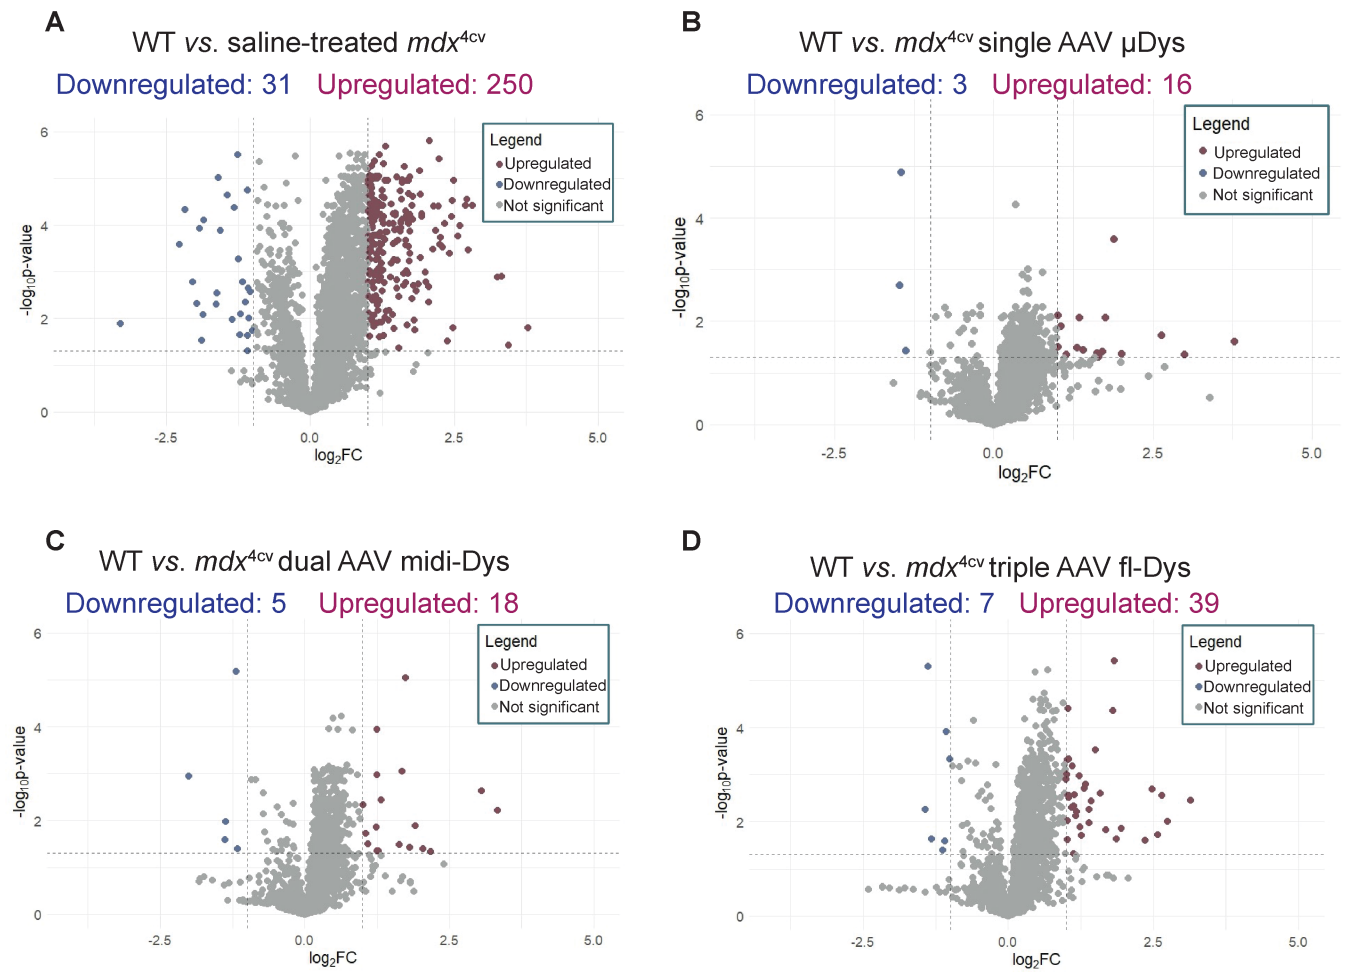 A
WT vs. saline-treated mdx4cv
Downregulated: 31 Upregulated: 250
Legend
Upregulated
Downregulated
Not significant
6
4
2
0
-log10p-value
-2.5 0.0 2.5 5.0
log2FC
B
WT vs. mdx4cv single AAV µDys
Downregulated: 3 Upregulated: 16
Legend
Upregulated
Downregulated
Not significant
6
4
2
0
-log10p-value
-2.5 0.0 2.5 5.0
log2FC
C
WT vs. mdx4cv dual AAV midi-Dys
Downregulated: 5 Upregulated: 18
Legend
Upregulated
Downregulated
Not significant
6
4
2
0
-log10p-value
-2.5 0.0 2.5 5.0
log2FC
D
WT vs. mdx4cv triple AAV fl-Dys
Downregulated: 7 Upregulated: 39
Legend
Upregulated
Downregulated
Not significant
6
4
2
0
-log10p-value
-2.5 0.0 2.5 5.0
log2FC